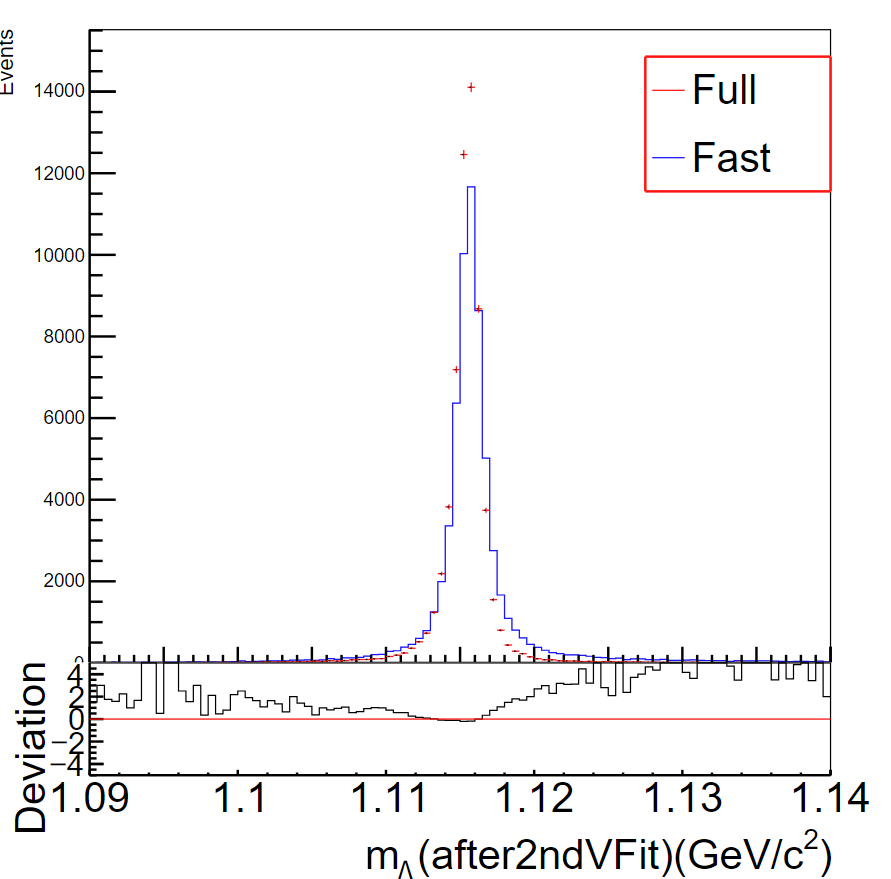 Events
14000
12000
10000
8000
6000
4000
2000
0
Full
Fast
Deviation
4
2
0
−2
−4
1.09 1.1 1.11 1.12 1.13 1.14
mΛ(after2ndVFit)(GeV/c²)